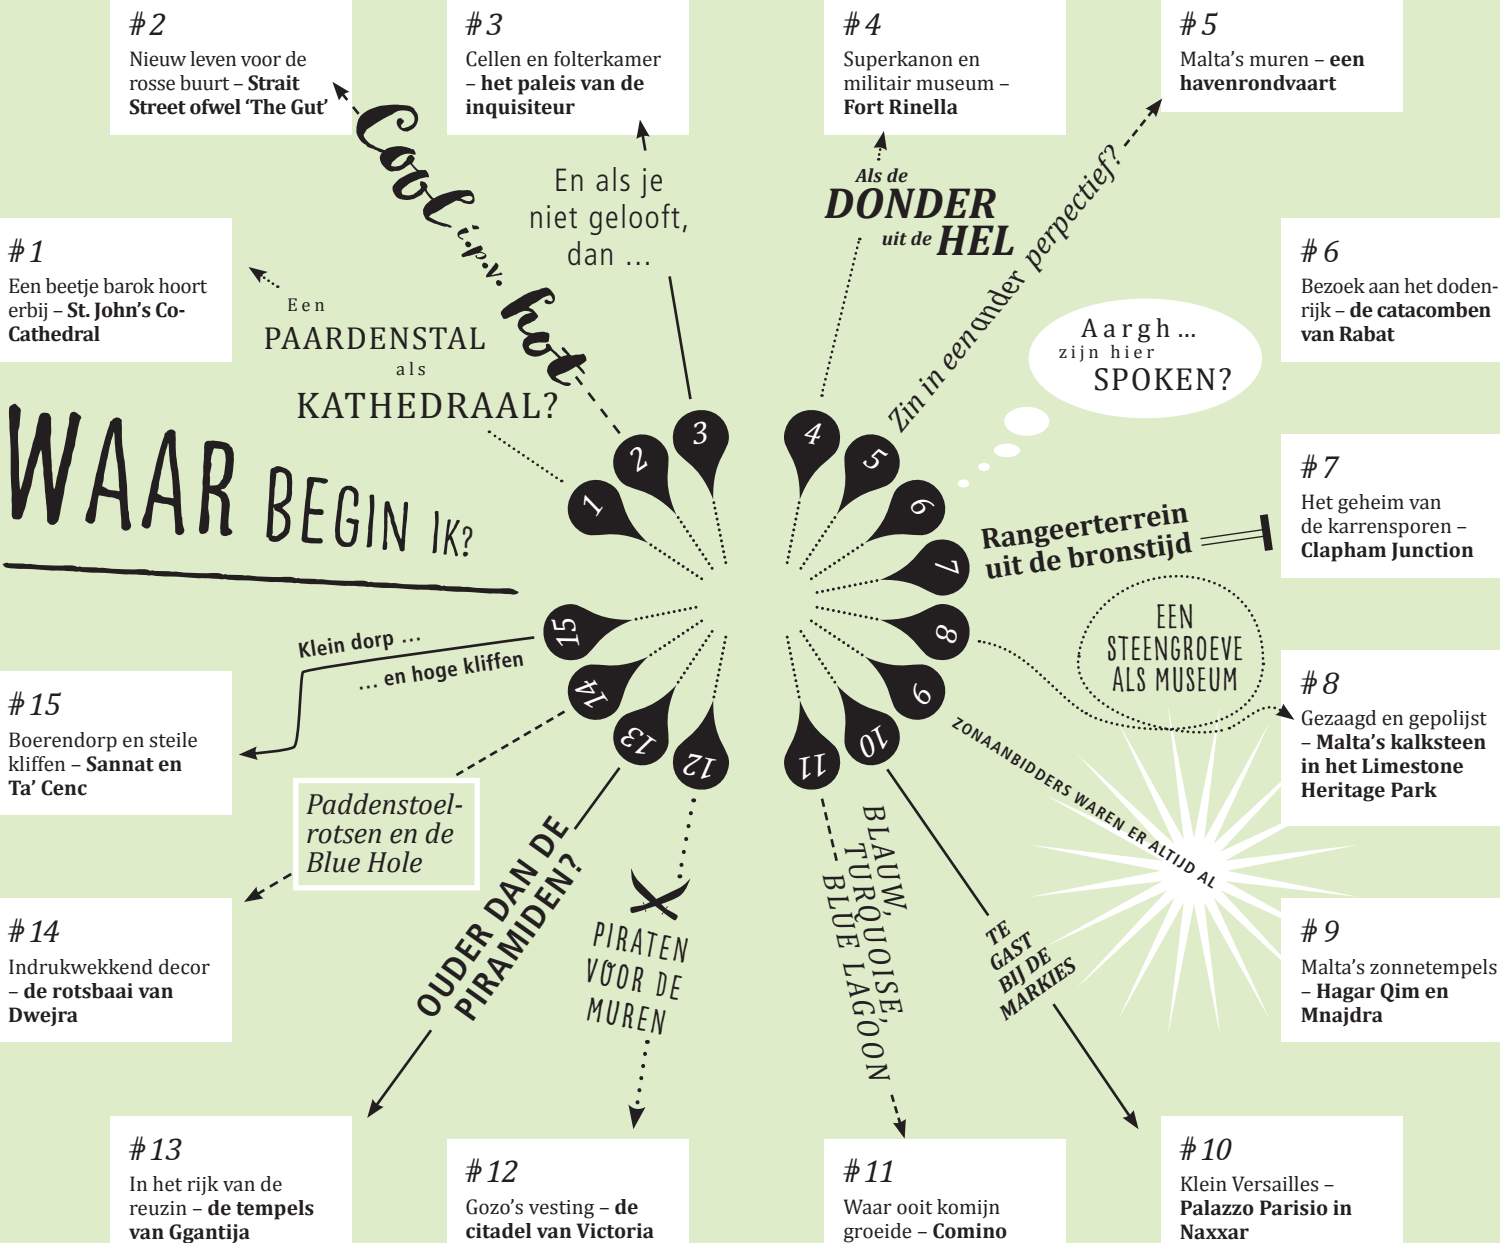 #2
Nieuw leven voor de
rosse buurt – Strait
Street ofwel ‘The Gut’
#3
Cellen en folterkamer
– het paleis van de
inquisiteur
#4
Superkanon en
militair museum –
Fort Rinella
#5
Malta’s muren – een
havenrondvaart
Cool i.p.v. hot
En als je
niet gelooft,
dan ...
Als de
DONDER
uit de HEL
Zin in een ander perpectief?
#1
Een beetje barok hoort
erbij – St. John’s Co-
Cathedral
Een
PAARDENSTAL
als
KATHEDRAAL?
Aargh ...
zijn hier
SPOKEN?
#6
Bezoek aan het doden-
rijk – de catacomben
van Rabat
WAAR BEGIN IK?
1
2
3
4
5
6
7
8
9
10
11
12
13
14
15
Rangeerterrein
uit de bronstijd
#7
Het geheim van
de karrensporen –
Clapham Junction
EEN
STEENGROEVE
ALS MUSEUM
#8
Gezaagd en gepolijst
– Malta’s kalksteen
in het Limestone
Heritage Park
Klein dorp ...
... en hoge kliffen
#15
Boerendorp en steile
kliffen – Sannat en
Ta’ Cenc
ZONAANBIDDERS WAREN ER ALTIJD AL
Paddenstoel-
rotsen en de
Blue Hole
#14
Indrukwekkend decor
– de rotsbaai van
Dwejra
OUDER DAN DE
PIRAMIDEN?
PIRATEN
VOOR DE
MUREN
BLAUW,
TURQUOISE,
BLUE LAGOON
TE
GAST
BIJ DE
MARKIES
#9
Malta’s zonnetempels
– Hagar Qim en
Mnajdra
#13
In het rijk van de
reuzin – de tempels
van Ggantija
#12
Gozo’s vesting – de
citadel van Victoria
#11
Waar ooit komijn
groeide – Comino
#10
Klein Versailles –
Palazzo Parisio in
Naxxar